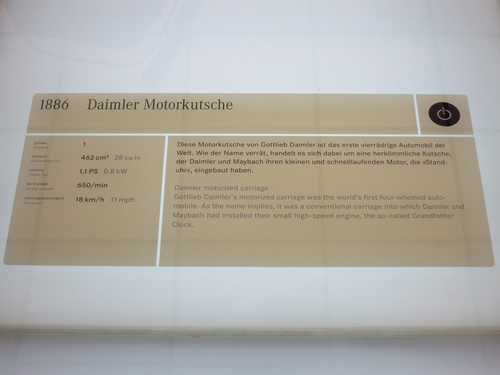 1886 Daimler Motorkutsche
1
462 cm³ 28 cu in
1,1 PS 0.8 kW
650/min
18 km/h 11 mph
Diese Motorkutsche von Gottlieb Daimler ist das erste vierrädrige Automobil der
Welt. Wie der Name verrät, handelt es sich dabei um eine herkömmliche Kutsche,
der Daimler und Maybach ihren kleinen und schnelllaufenden Motor, die »Stand-
uhr«, eingebaut haben.
Daimler motorized carriage
Gottlieb Daimler's motorized carriage was the world's first four-wheeled auto-
mobile. As the name implies, it was a conventional carriage into which Daimler and
Maybach had installed their small high-speed engine, the so-called Grandfather
Clock.